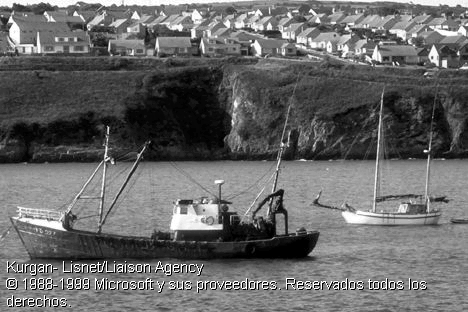 Kurgan- Lisnet/Liaison Agency
© 1988-1999 Microsoft y sus proveedores. Reservados todos los
derechos.